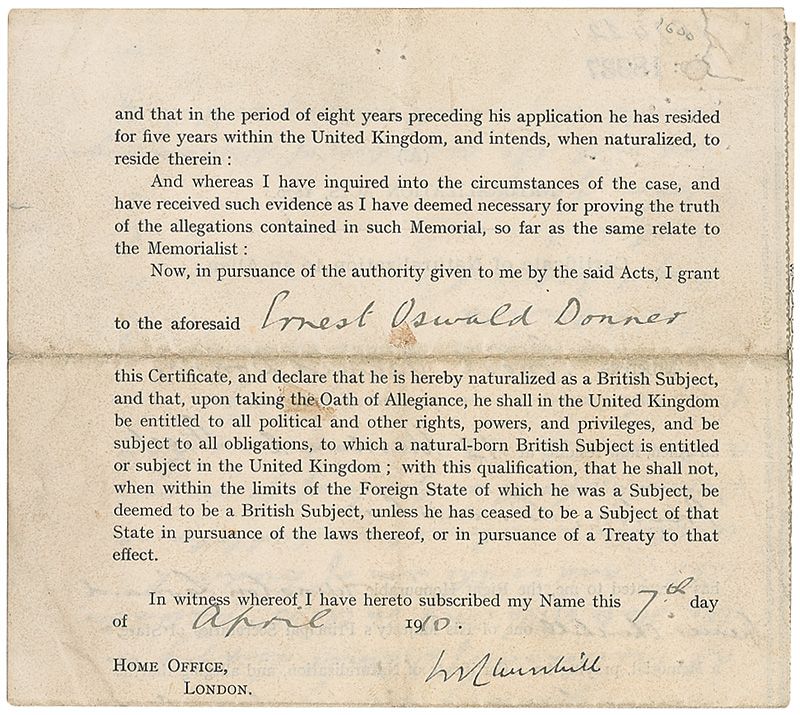 and that in the period of eight years preceding his application he has resided
for five years within the United Kingdom, and intends, when naturalized, to
reside therein :
And whereas I have inquired into the circumstances of the case, and
have received such evidence as I have deemed necessary for proving the truth
of the allegations contained in such Memorial, so far as the same relate to
the Memorialist :
Now, in pursuance of the authority given to me by the said Acts, I grant
to the aforesaid Ernest Oswald Donner
this Certificate, and declare that he is hereby naturalized as a British Subject,
and that, upon taking the Oath of Allegiance, he shall in the United Kingdom
be entitled to all political and other rights, powers, and privileges, and be
subject to all obligations, to which a natural-born British Subject is entitled
or subject in the United Kingdom ; with this qualification, that he shall not,
when within the limits of the Foreign State of which he was a Subject, be
deemed to be a British Subject, unless he has ceased to be a Subject of that
State in pursuance of the laws thereof, or in pursuance of a Treaty to that
effect.
In witness whereof I have hereto subscribed my Name this 7th day
of April 1910.
HOME OFFICE,
LONDON.
WSChurchill